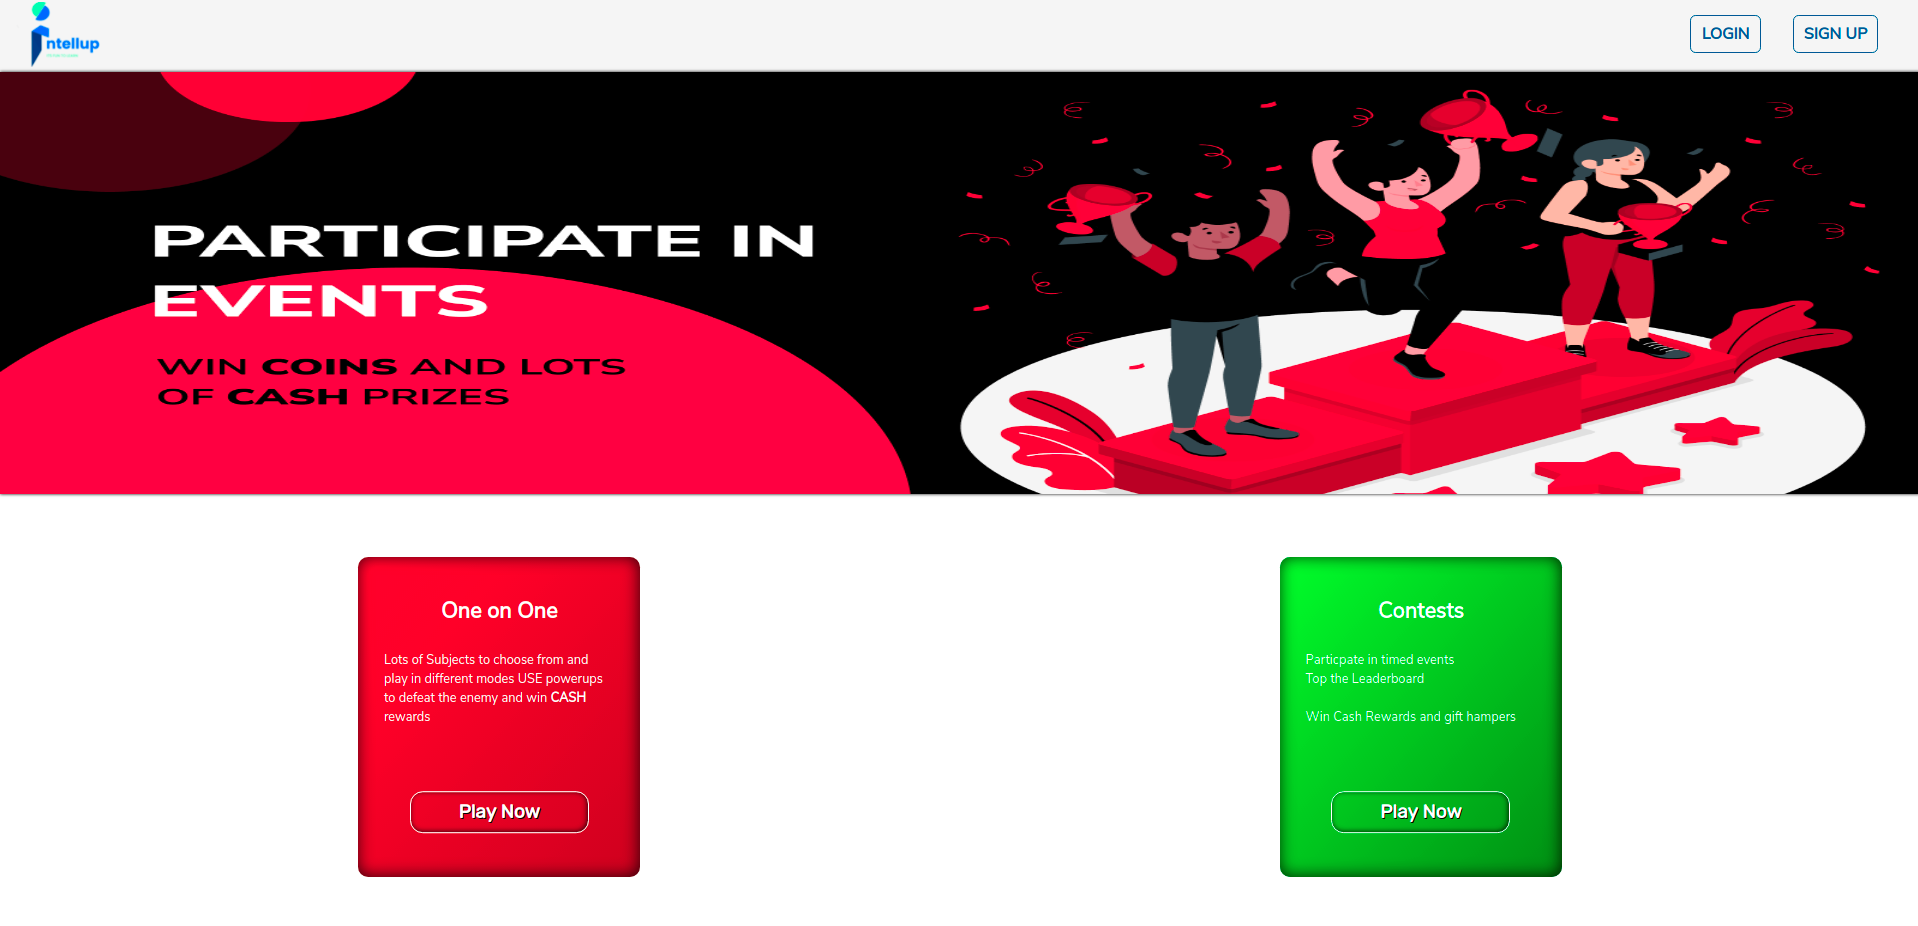 ntellup
LOGIN
SIGN UP
PARTICIPATE IN
EVENTS
WIN COINS AND LOTS
OF CASH PRIZES
One on One
Lots of Subjects to choose from and
play in different modes USE powerups
to defeat the enemy and win CASH
rewards
Play Now
Contests
Particpate in timed events
Top the Leaderboard
Win Cash Rewards and gift hampers
Play Now